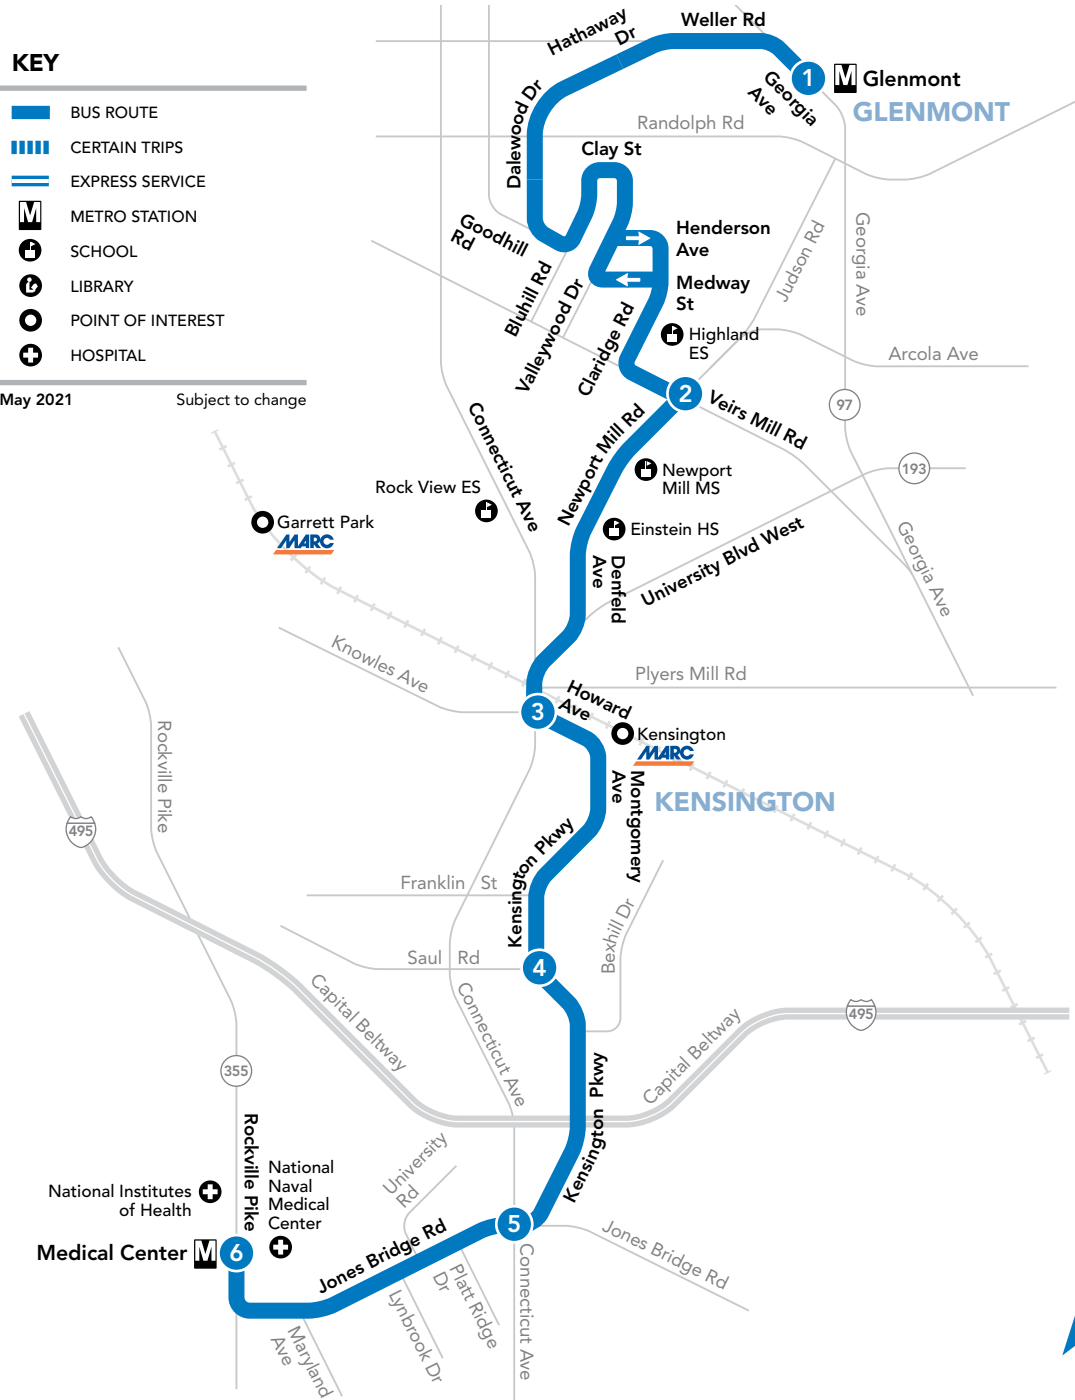 KEY
BUS ROUTE
CERTAIN TRIPS
EXPRESS SERVICE
M
METRO STATION
SCHOOL
LIBRARY
POINT OF INTEREST
HOSPITAL
May 2021
Subject to change
Weller Rd
Hathaway
Dr
1
M
Glenmont
GLENMONT
Georgia
Ave
Randolph Rd
Dalewood Dr
Clay St
Goodhill
Rd
Henderson
Ave
Medway
St
Judson Rd
Georgia Ave
Bluhill Rd
Valleywood Dr
Claridge Rd
Highland
ES
Arcola Ave
2
Veirs Mill Rd
97
Connecticut Ave
Newport Mill Rd
Newport
Mill MS
193
Rock View ES
Garrett Park
MARC
Einstein HS
Denfeld
Ave
University Blvd West
Georgia Ave
Knowles Ave
Plyers Mill Rd
3
Howard
Ave
Kensington
MARC
KENSINGTON
Rockville Pike
Montgomery
Ave
495
Kensington Pkwy
Franklin St
Bexhill Dr
Saul Rd
4
Capital Beltway
Connecticut Ave
495
Capital Beltway
355
Kensington Pkwy
Rockville Pike
University
Rd
National
Naval
Medical
Center
National Institutes
of Health
Medical Center
M
6
5
Jones Bridge Rd
Jones Bridge Rd
Connecticut Ave
Platt Ridge
Dr
Lynbrook Dr
Maryland
Ave